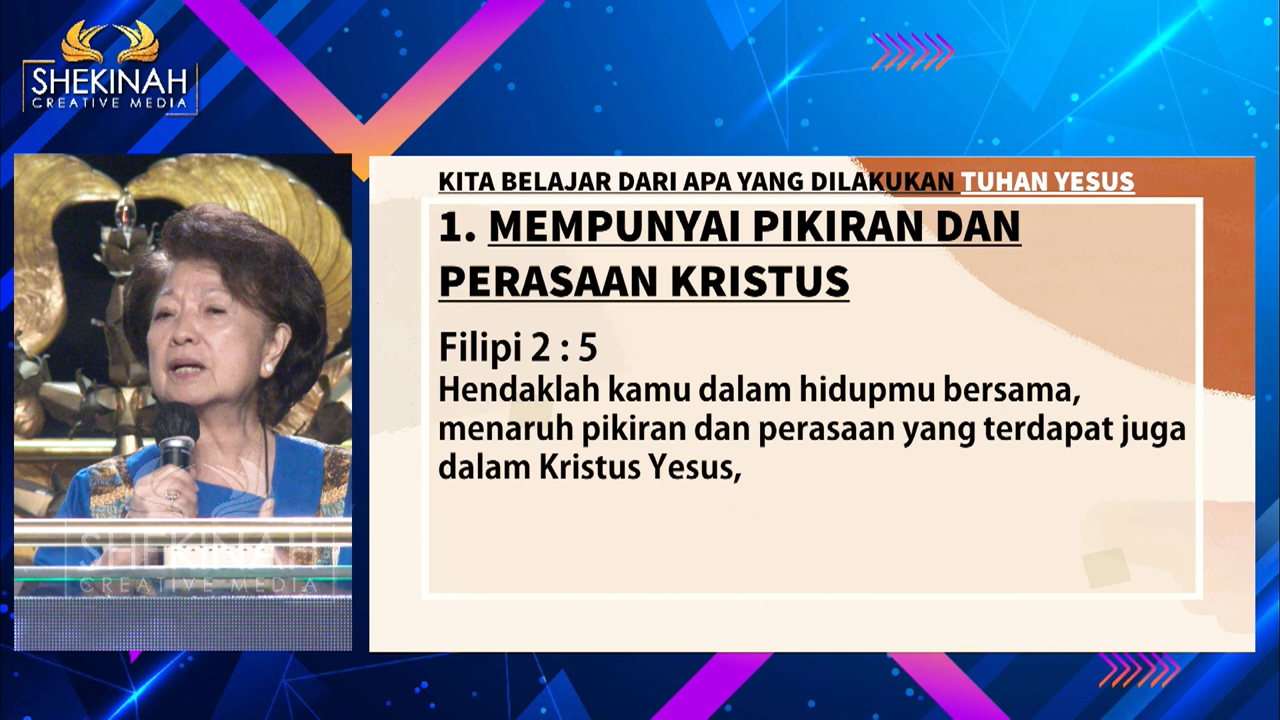 SHEKINAH
CREATIVE MEDIA
KITA BELAJAR DARI APA YANG DILAKUKAN TUHAN YESUS
1. MEMPUNYAI PIKIRAN DAN
PERASAAN KRISTUS
Filipi 2 : 5
Hendaklah kamu dalam hidupmu bersama,
menaruh pikiran dan perasaan yang terdapat juga
dalam Kristus Yesus,
SHEKINAH
CREATIVE MEDIA